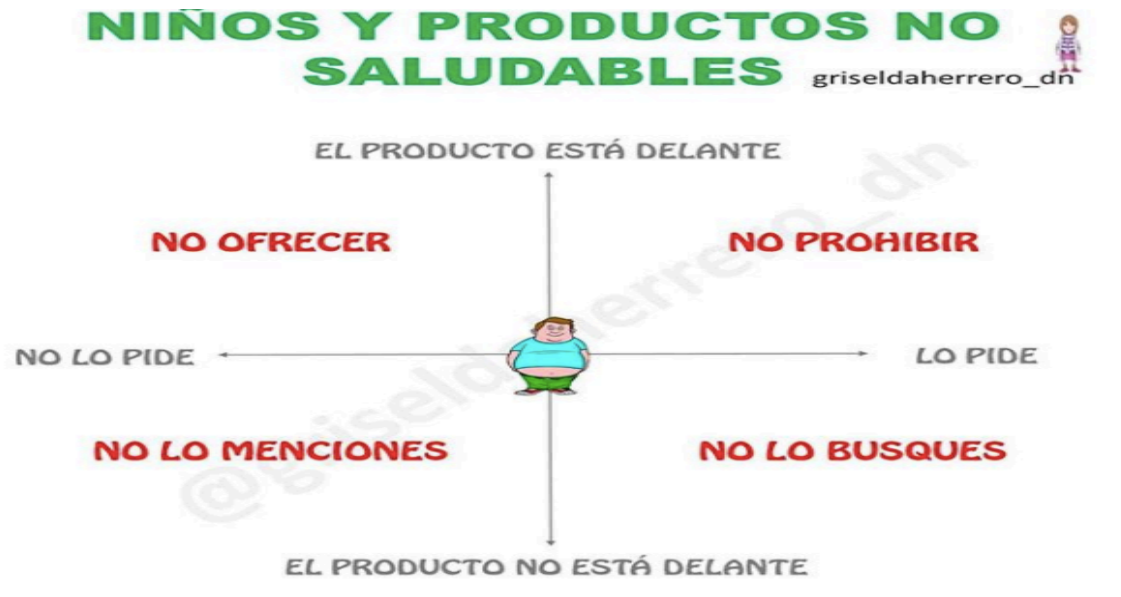 NIÑOS Y PRODUCTOS NO
SALUDABLES
griseldaherrero_dn
EL PRODUCTO ESTÁ DELANTE
NO OFRECER
NO PROHIBIR
NO LO PIDE
LO PIDE
NO LO MENCIONES
NO LO BUSQUES
EL PRODUCTO NO ESTÁ DELANTE
@griseldaherrero_dn